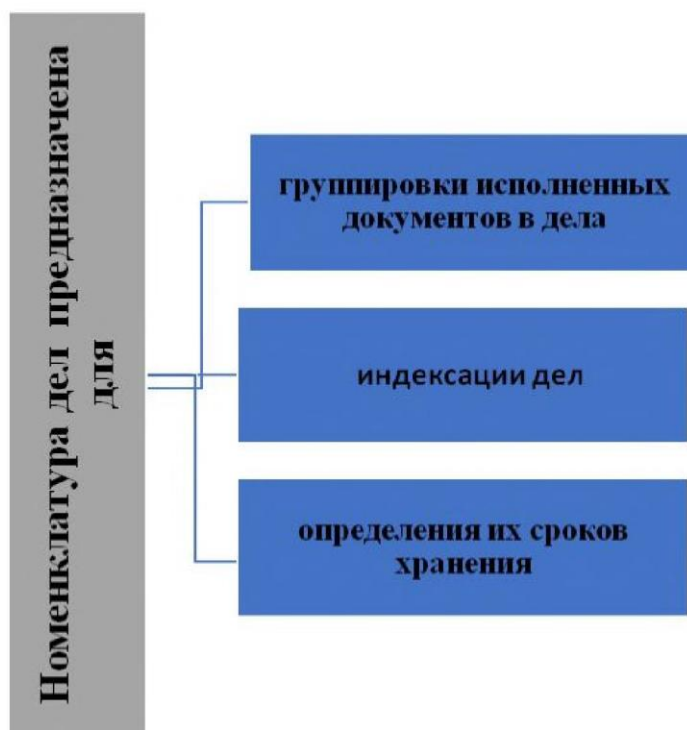 Номенклатура дел предназначена
для
группировки исполненных
документов в дела
индексации дел
определения их сроков
хранения